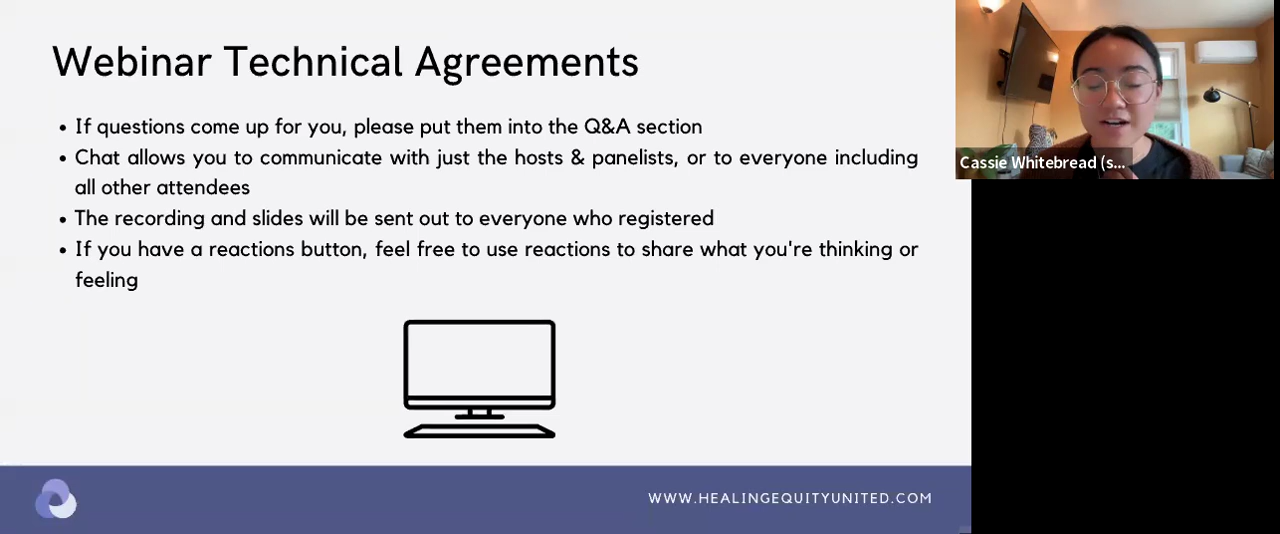 Webinar Technical Agreements
• If questions come up for you, please put them into the Q&A section
• Chat allows you to communicate with just the hosts & panelists, or to everyone including
all other attendees
• The recording and slides will be sent out to everyone who registered
• If you have a reactions button, feel free to use reactions to share what you're thinking or
feeling
WWW.HEALINGEQUITYUNITED.COM
Cassie Whitebread (s...